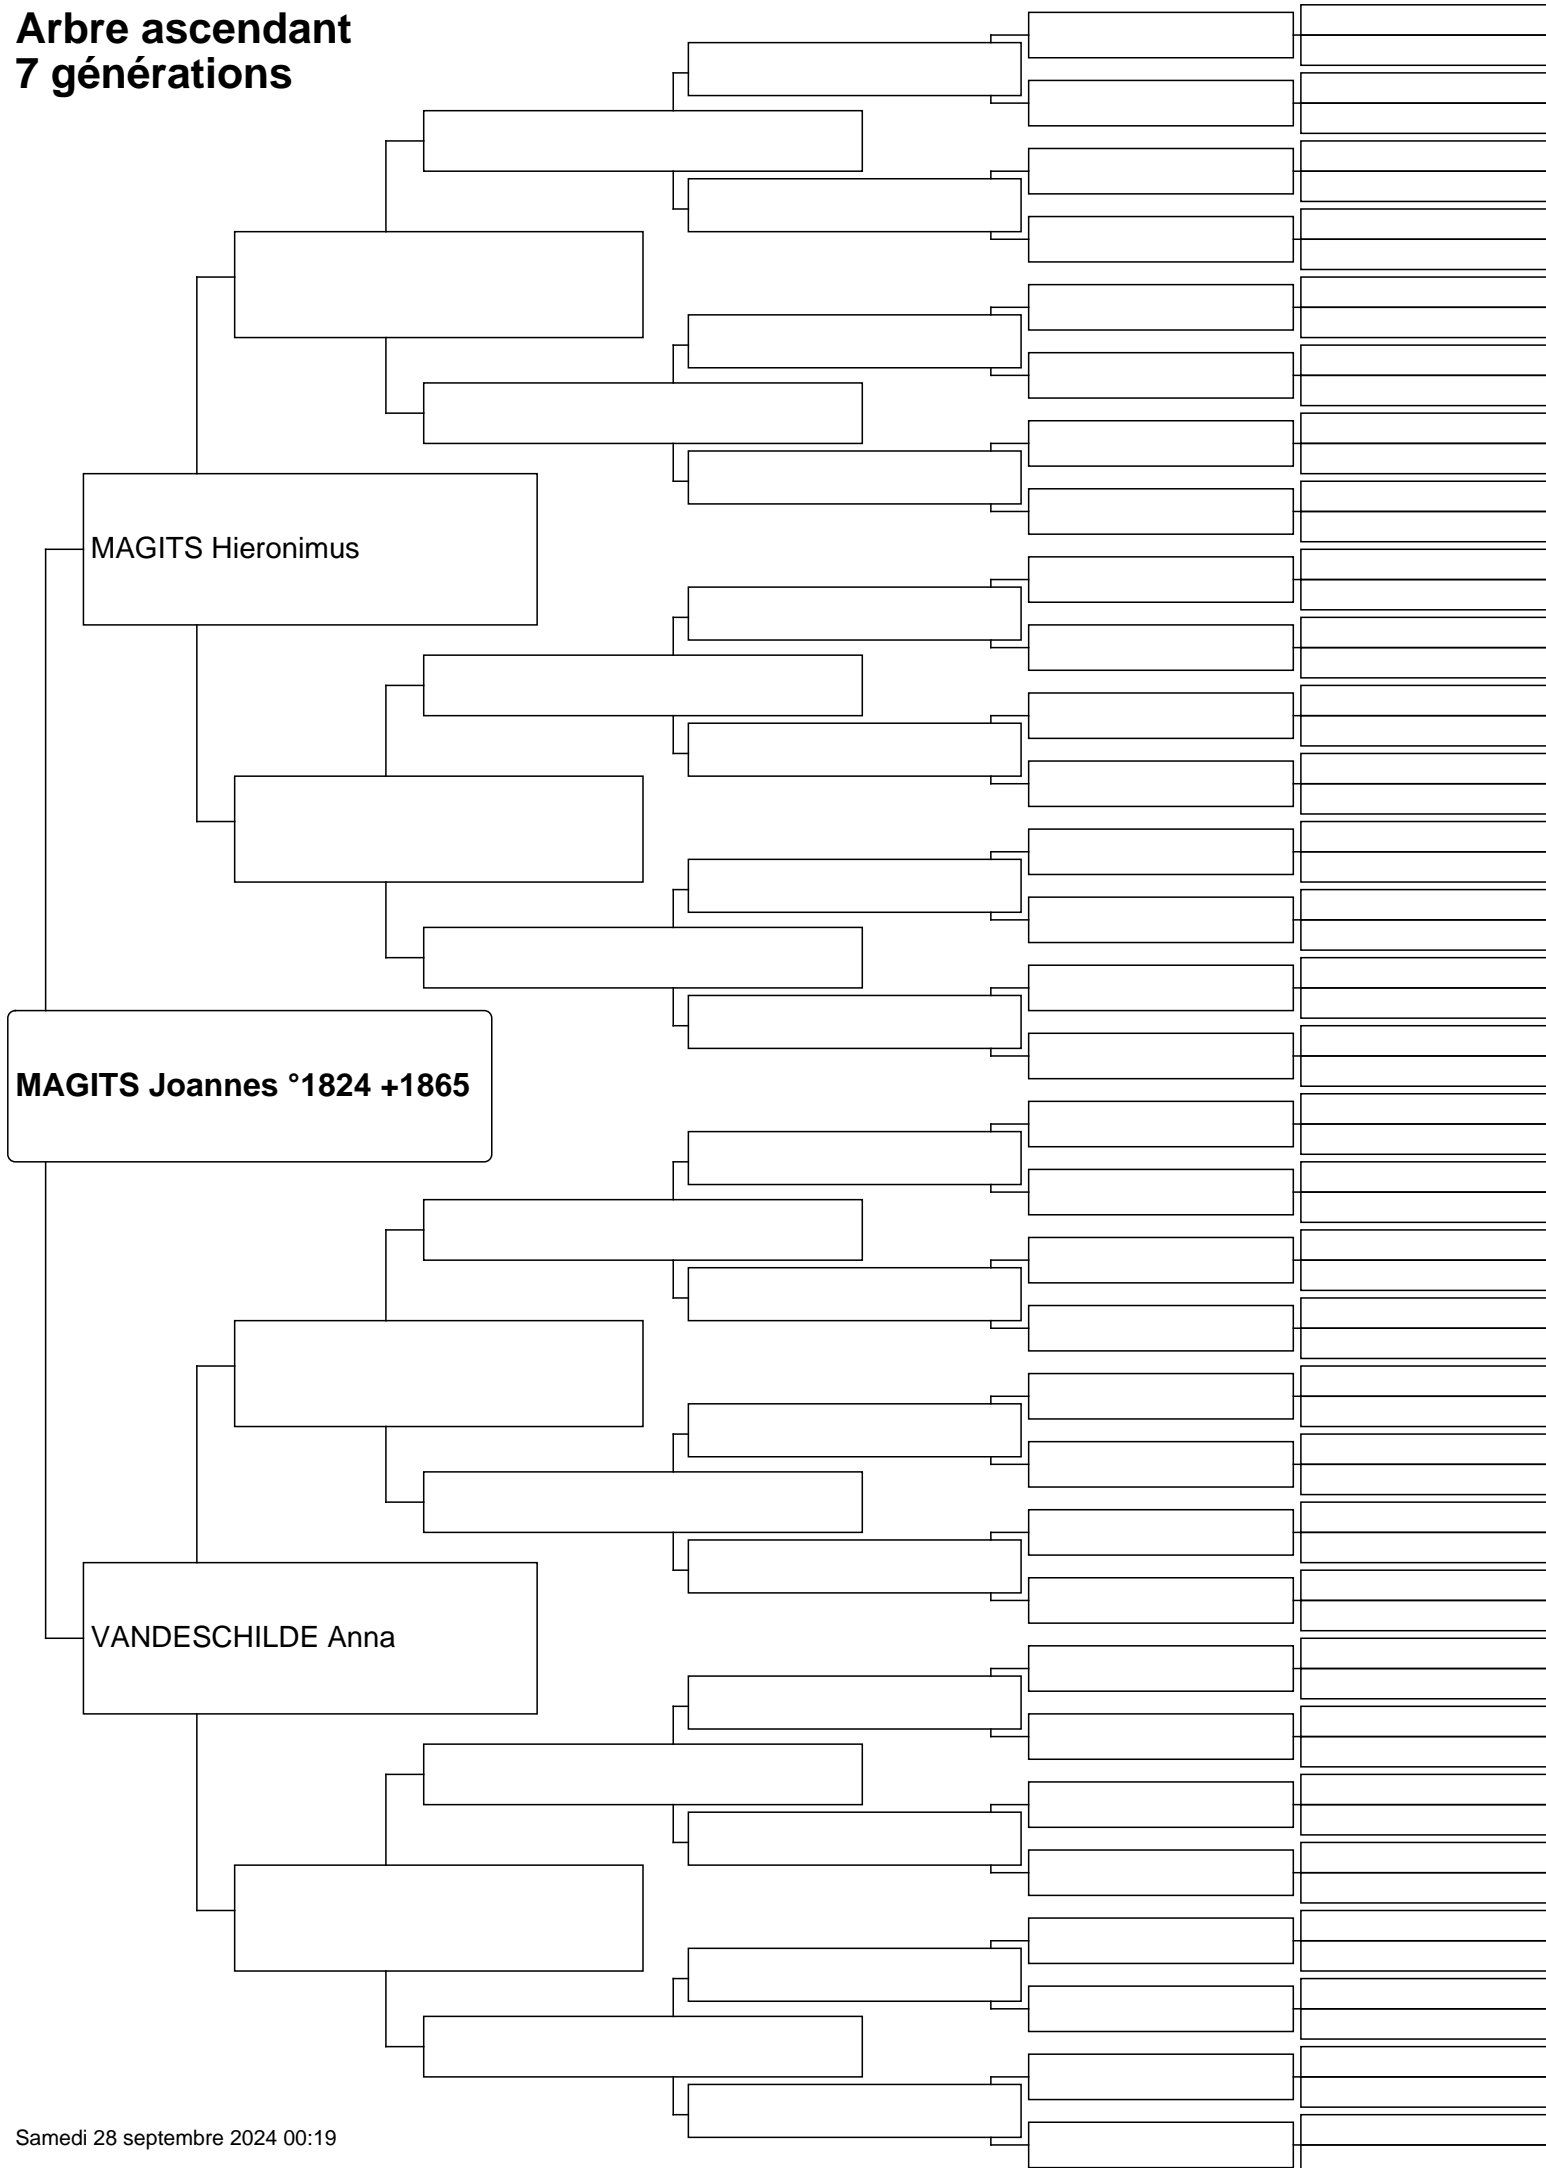 Arbre ascendant
7 générations
MAGITS Hieronimus
MAGITS Joannes °1824 +1865
VANDESCHILDE Anna
Samedi 28 septembre 2024 00:19